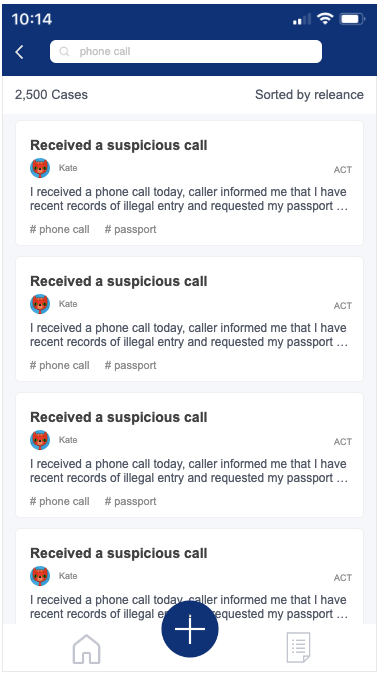 10:14
phone call
2,500 Cases
Sorted by releance
Received a suspicious call
Kate
ACT
I received a phone call today, caller informed me that I have
recent records of illegal entry and requested my passport ...
# phone call # passport
Received a suspicious call
Kate
ACT
I received a phone call today, caller informed me that I have
recent records of illegal entry and requested my passport ...
# phone call # passport
Received a suspicious call
Kate
ACT
I received a phone call today, caller informed me that I have
recent records of illegal entry and requested my passport ...
# phone call # passport
Received a suspicious call
Kate
ACT
I received a phone call today, caller informed me that I have
recent records of illegal requested my passport ...